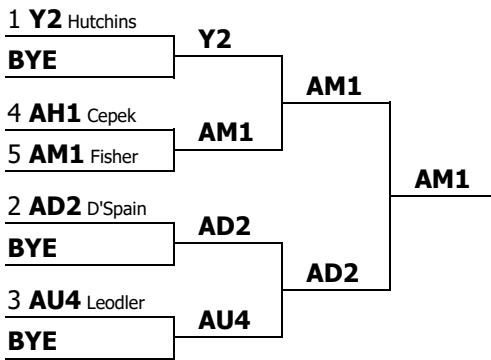 1 Y2 Hutchins
BYE
Y2
4 AH1 Cepek
5 AM1 Fisher
AM1
AM1
2 AD2 D'Spain
BYE
AD2
3 AU4 Leodler
BYE
AU4
AD2
AM1